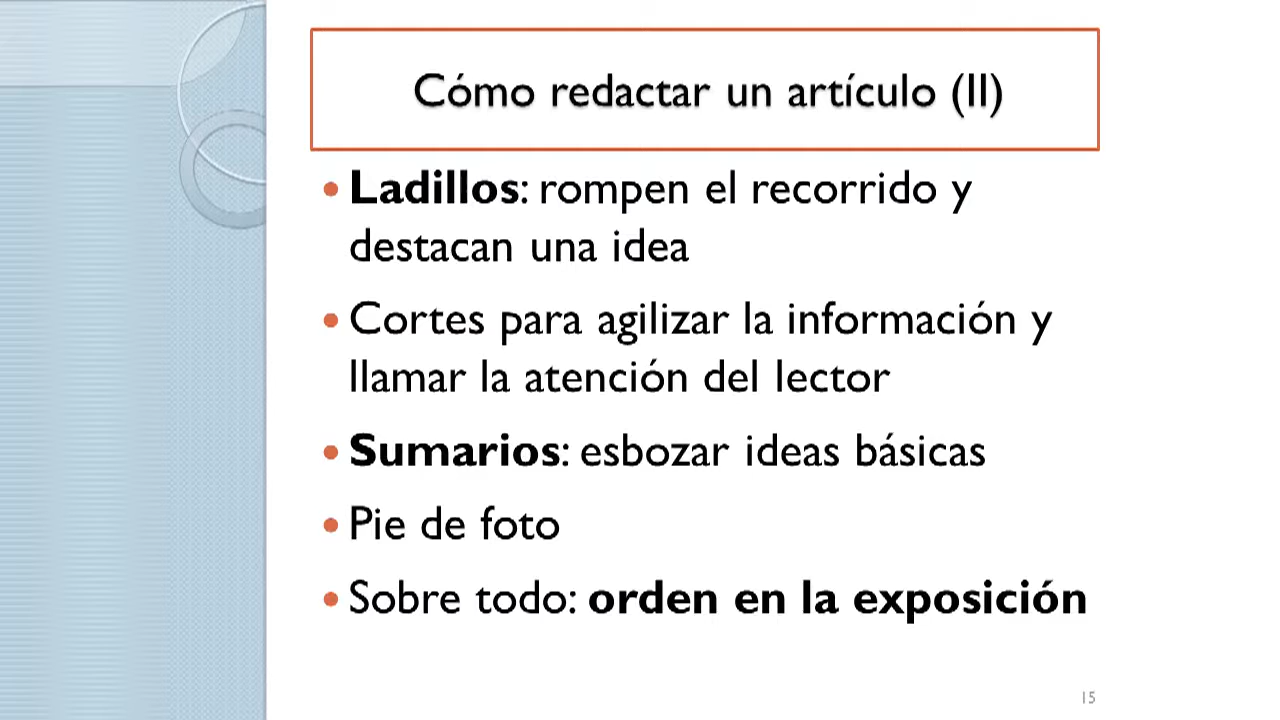 Cómo redactar un artículo (II)
• Ladillos: rompen el recorrido y
destacan una idea
• Cortes para agilizar la información y
llamar la atención del lector
• Sumarios: esbozar ideas básicas
• Pie de foto
• Sobre todo: orden en la exposición
15